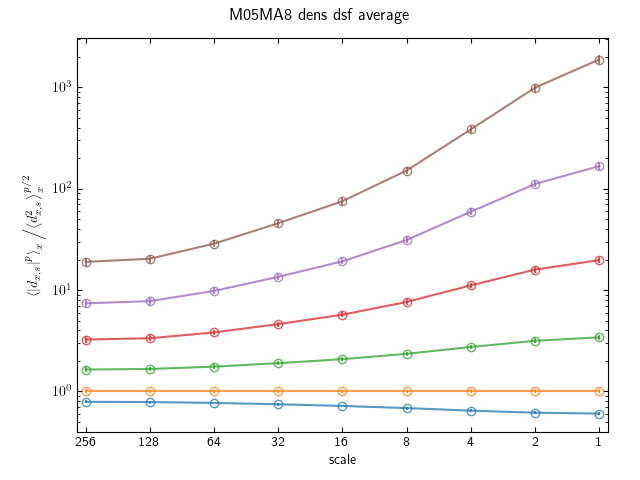 M05MA8 dens dsf average
10³
10²
10¹
10⁰
⟨|d_{x,s}|^p⟩_x / ⟨d²_{x,s}⟩_x^{p/2}
256 128 64 32 16 8 4 2 1
scale